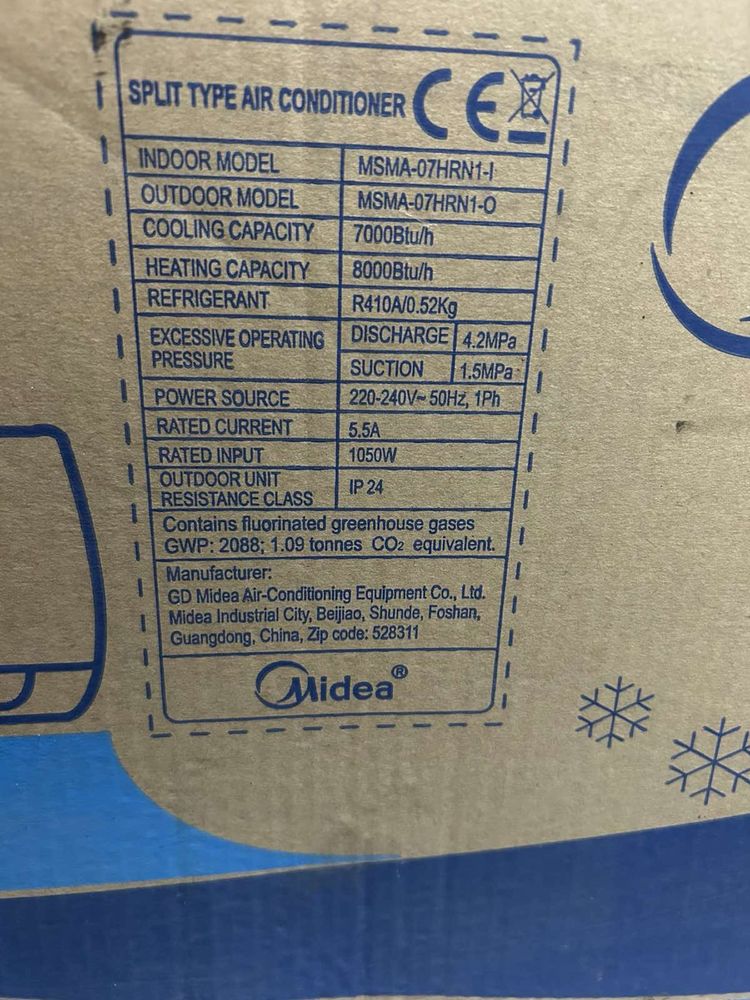 SPLIT TYPE AIR CONDITIONER CE
INDOOR MODEL MSMA-07HRN1-I
OUTDOOR MODEL MSMA-07HRN1-O
COOLING CAPACITY 7000Btu/h
HEATING CAPACITY 8000Btu/h
REFRIGERANT R410A/0.52Kg
EXCESSIVE OPERATING PRESSURE DISCHARGE 4.2MPa
SUCTION 1.5MPa
POWER SOURCE 220-240V~ 50Hz, 1Ph
RATED CURRENT 5.5A
RATED INPUT 1050W
OUTDOOR UNIT
RESISTANCE CLASS IP 24
Contains fluorinated greenhouse gases
GWP: 2088; 1.09 tonnes CO₂ equivalent.
Manufacturer:
GD Midea Air-Conditioning Equipment Co., Ltd.
Midea Industrial City, Beijiao, Shunde, Foshan,
Guangdong, China, Zip code: 528311
Midea®